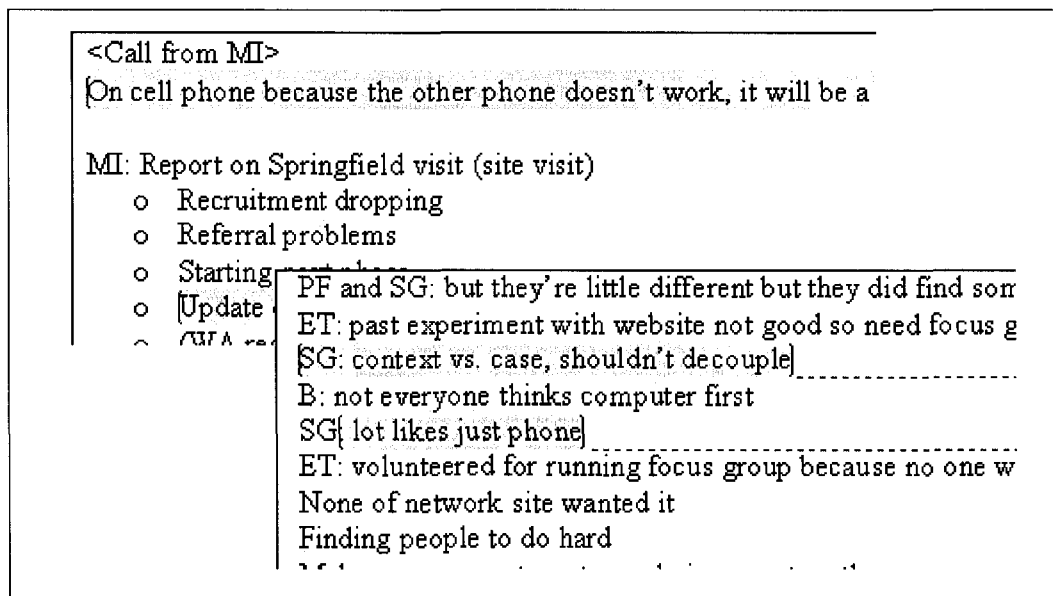 <Call from MI>
On cell phone because the other phone doesn't work, it will be a
MI: Report on Springfield visit (site visit)
o Recruitment dropping
o Referral problems
o Starting
o Update
PF and SG: but they're little different but they did find som
ET: past experiment with website not good so need focus g
SG: context vs. case, shouldn't decouple
B: not everyone thinks computer first
SG lot likes just phone
ET: volunteered for running focus group because no one w
None of network site wanted it
Finding people to do hard